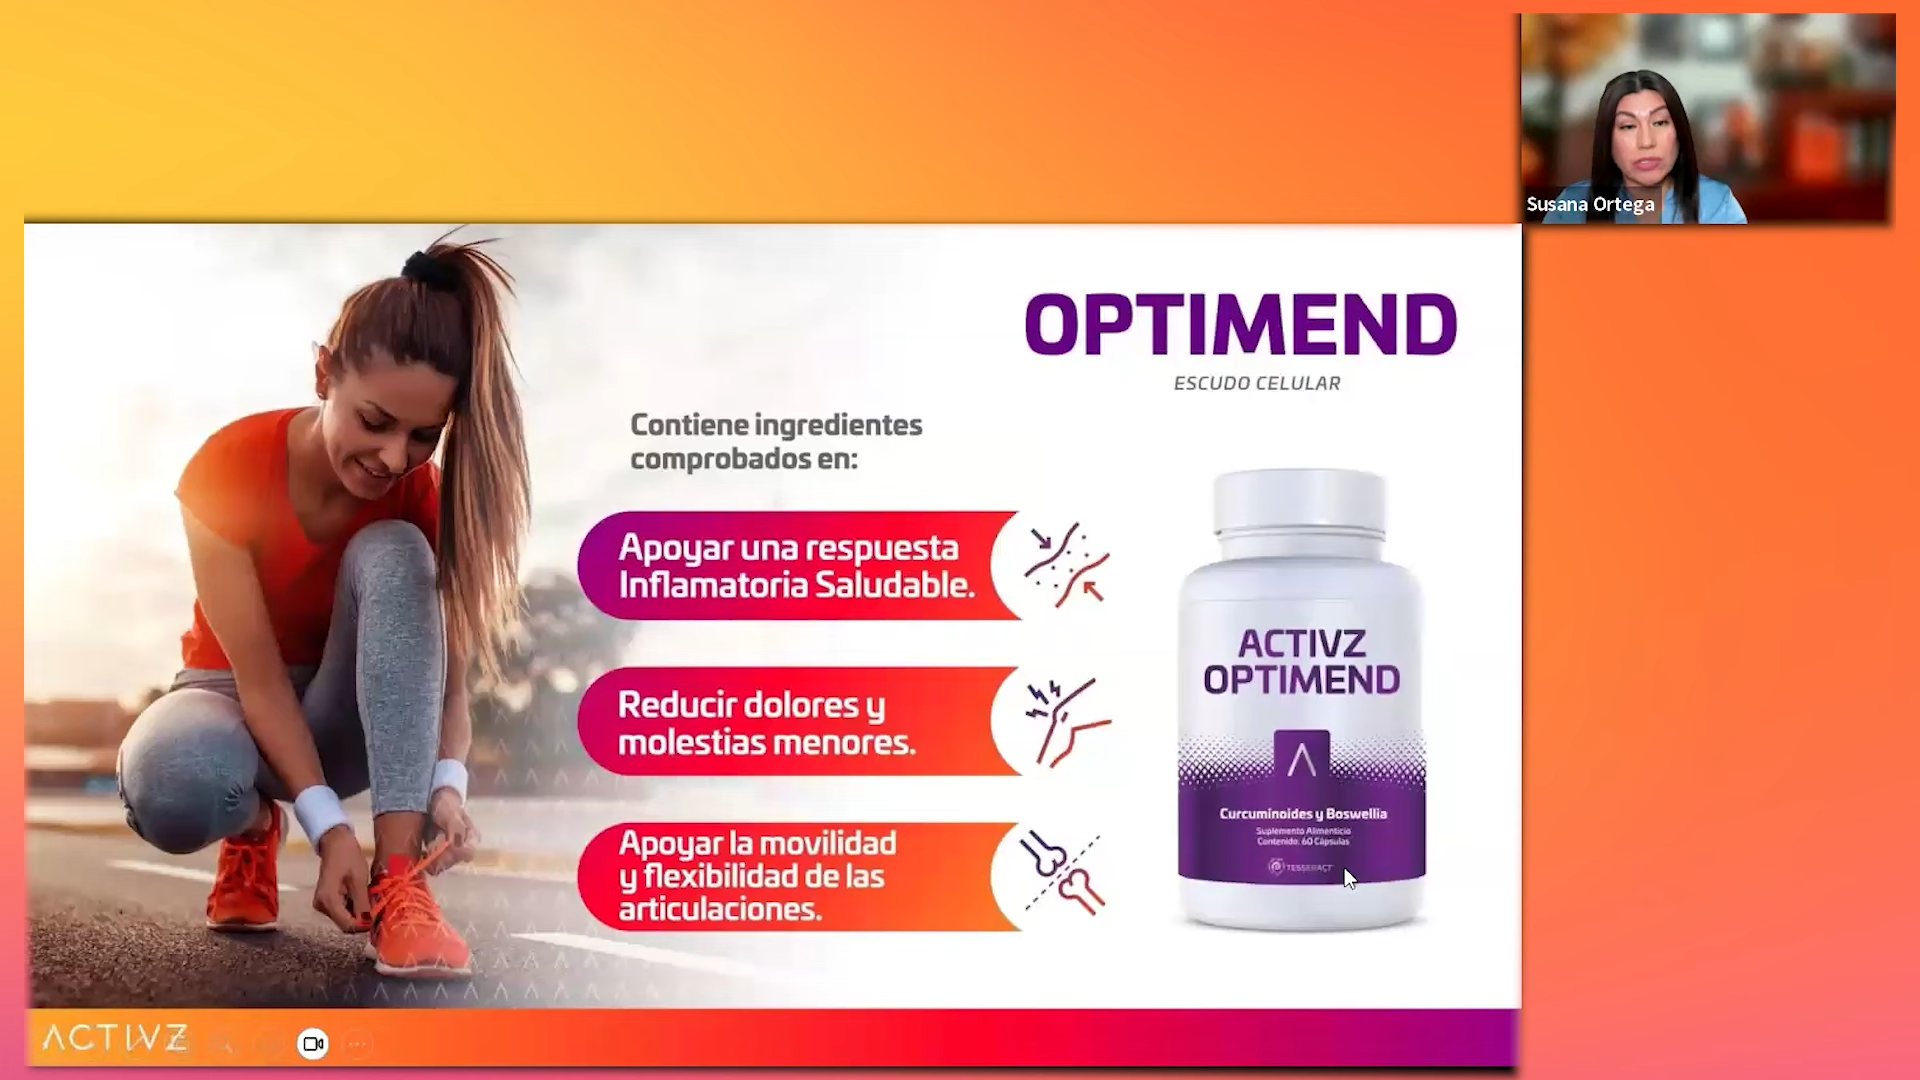 Susana Ortega
OPTIMEND
ESCUDO CELULAR
Contiene ingredientes
comprobados en:
Apoyar una respuesta
Inflamatoria Saludable.
Reducir dolores y
molestias menores.
Apoyar la movilidad
y flexibilidad de las
articulaciones.
ACTIVZ
OPTIMEND
Curcuminoides y Boswellia
Suplemento Alimenticio
Contenido: 60 Cápsulas
TESSERACT
ACTIVZ